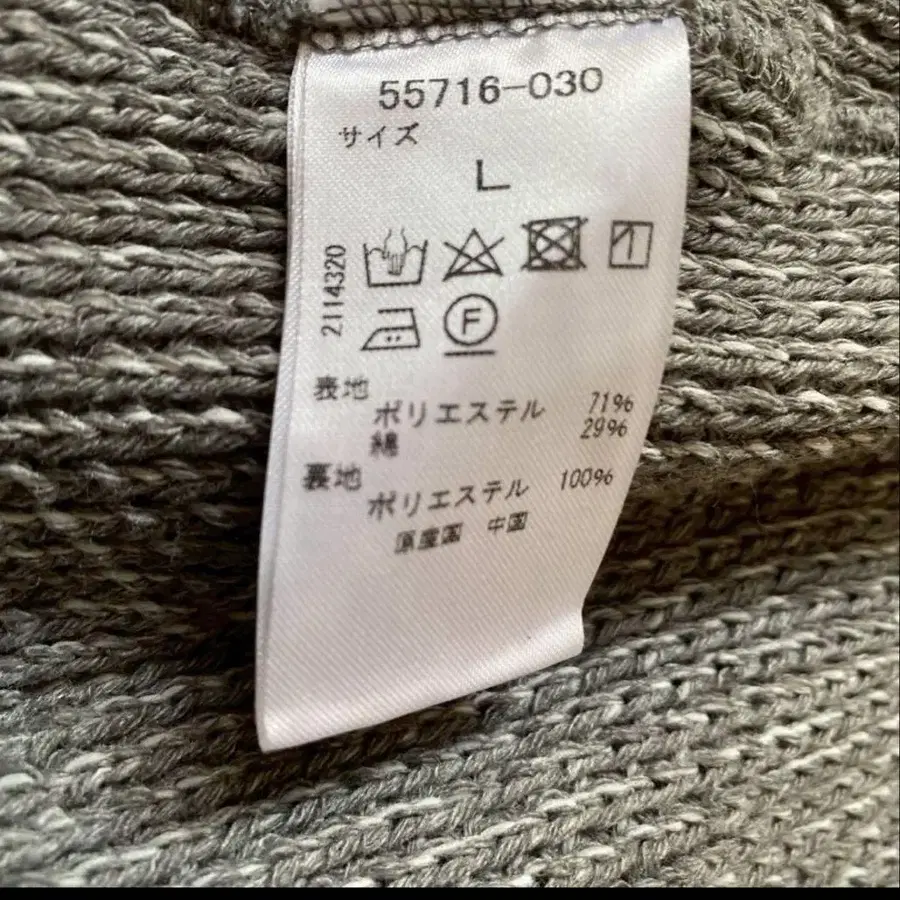 55716-030
サイズ
L
2114320
F
表地
ポリエステル 71%
綿 29%
裏地
ポリエステル 100%
原産国 中国